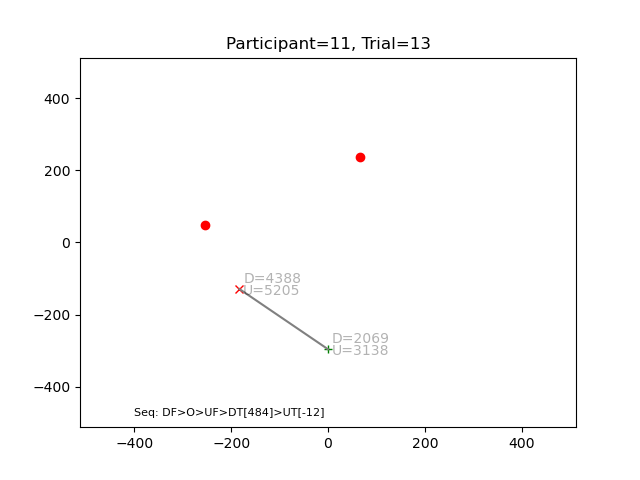 Participant=11, Trial=13
400
200
0
−200
−400
D=4388
U=5205
D=2069
U=3138
Seq: DF>O>UF>DT[484]>UT[-12]
−400
−200
0
200
400